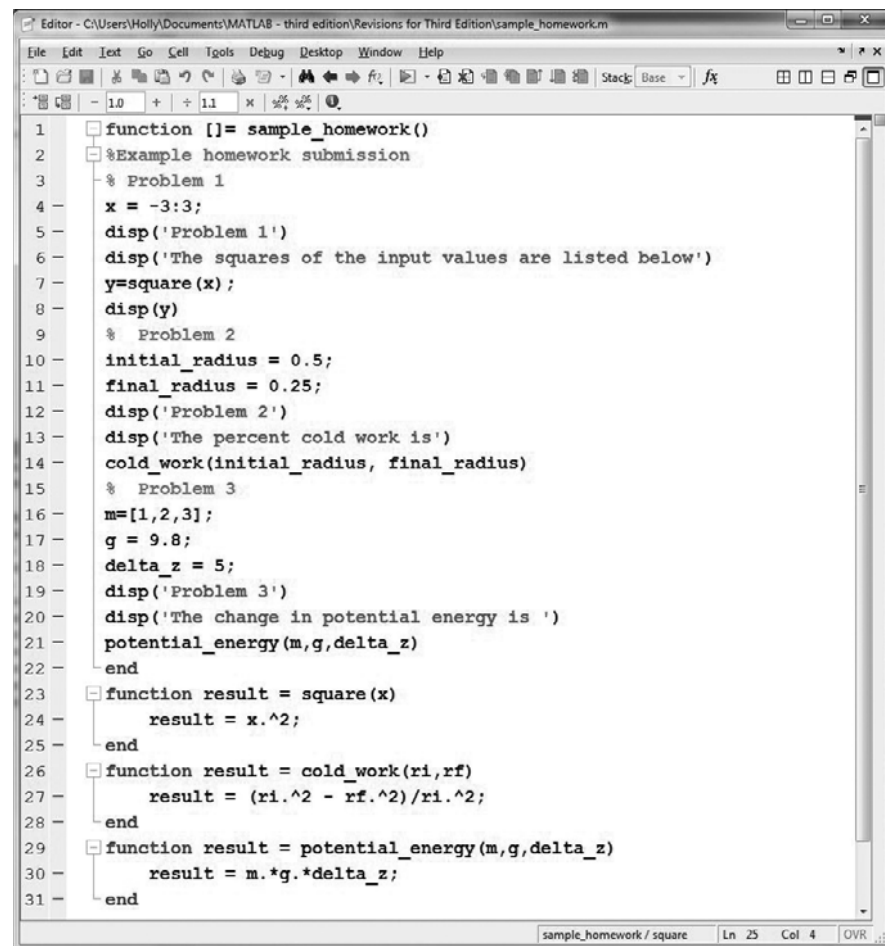 Editor - C:\Users\Holly\Documents\MATLAB - third edition\Revisions for Third Edition\sample_homework.m
File Edit Text Go Cell Tools Debug Desktop Window Help
Stack: Base fx
- 1.0 + ÷ 1.1 ×
1 function []= sample_homework()
2 %Example homework submission
3 % Problem 1
4 – x = -3:3;
5 – disp('Problem 1')
6 – disp('The squares of the input values are listed below')
7 – y=square(x);
8 – disp(y)
9 % Problem 2
10 – initial_radius = 0.5;
11 – final_radius = 0.25;
12 – disp('Problem 2')
13 – disp('The percent cold work is')
14 – cold_work(initial_radius, final_radius)
15 % Problem 3
16 – m=[1,2,3];
17 – g = 9.8;
18 – delta_z = 5;
19 – disp('Problem 3')
20 – disp('The change in potential energy is ')
21 – potential_energy(m,g,delta_z)
22 – end
23 function result = square(x)
24 – result = x.^2;
25 – end
26 function result = cold_work(ri,rf)
27 – result = (ri.^2 - rf.^2)/ri.^2;
28 – end
29 function result = potential_energy(m,g,delta_z)
30 – result = m.*g.*delta_z;
31 – end
sample_homework / square Ln 25 Col 4 OVR